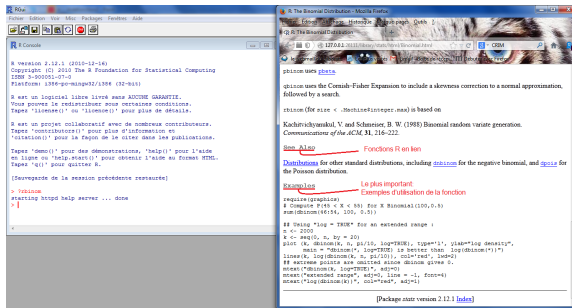 RGui
Fichier Edition Voir Misc Packages Fenêtres Aide
R Console
R version 2.12.1 (2010-12-16)
Copyright (C) 2010 The R Foundation for Statistical Computing
ISBN 3-900051-07-0
Platform: i386-pc-mingw32/i386 (32-bit)
R est un logiciel libre livré sans AUCUNE GARANTIE.
Vous pouvez le redistribuer sous certaines conditions.
Tapez 'license()' ou 'licence()' pour plus de détails.
R est un projet collaboratif avec de nombreux contributeurs.
Tapez 'contributors()' pour plus d'information et
'citation()' pour la façon de le citer dans les publications.
Tapez 'demo()' pour des démonstrations, 'help()' pour l'aide
en ligne ou 'help.start()' pour obtenir l'aide au format HTML.
Tapez 'q()' pour quitter R.
[Sauvegarde de la session précédente restaurée]
> ?rbinom
starting httpd help server ... done
>
R: The Binomial Distribution - Mozilla Firefox
Edition Historique Outils
R: The Binomial Distribution
127.0.0.1
CRIM
pbinom uses pbeta.
qbinom uses the Cornish–Fisher Expansion to include a skewness correction to a normal approximation,
followed by a search.
rbinom (for size < .Machine$integer.max) is based on
Kachitvichyanukul, V. and Schmeiser, B. W. (1988) Binomial random variate generation.
Communications of the ACM, 31, 216–222.
See Also
Fonctions R en lien
Distributions for other standard distributions, including dnbinom for the negative binomial, and dpois for
the Poisson distribution.
Examples
Le plus important
Exemples d'utilisation de la fonction
require(graphics)
# Compute P(45 < X < 55) for X Binomial(100,0.5)
sum(dbinom(46:54, 100, 0.5))
## Using "log = TRUE" for an extended range :
n <- 2000
k <- seq(0, n, by = 20)
plot (k, dbinom(k, n, pi/10, log=TRUE), type='l', ylab="log density",
main = "dbinom(*, log=TRUE) is better than log(dbinom(*))")
lines(k, log(dbinom(k, n, pi/10)), col='red', lwd=2)
## extreme points are omitted since dbinom gives 0.
mtext("dbinom(k, log=TRUE)", adj=0)
mtext("extended range", adj=0, line = -1, font=4)
mtext("log(dbinom(k))", col="red", adj=1)
[Package stats version 2.12.1 Index]